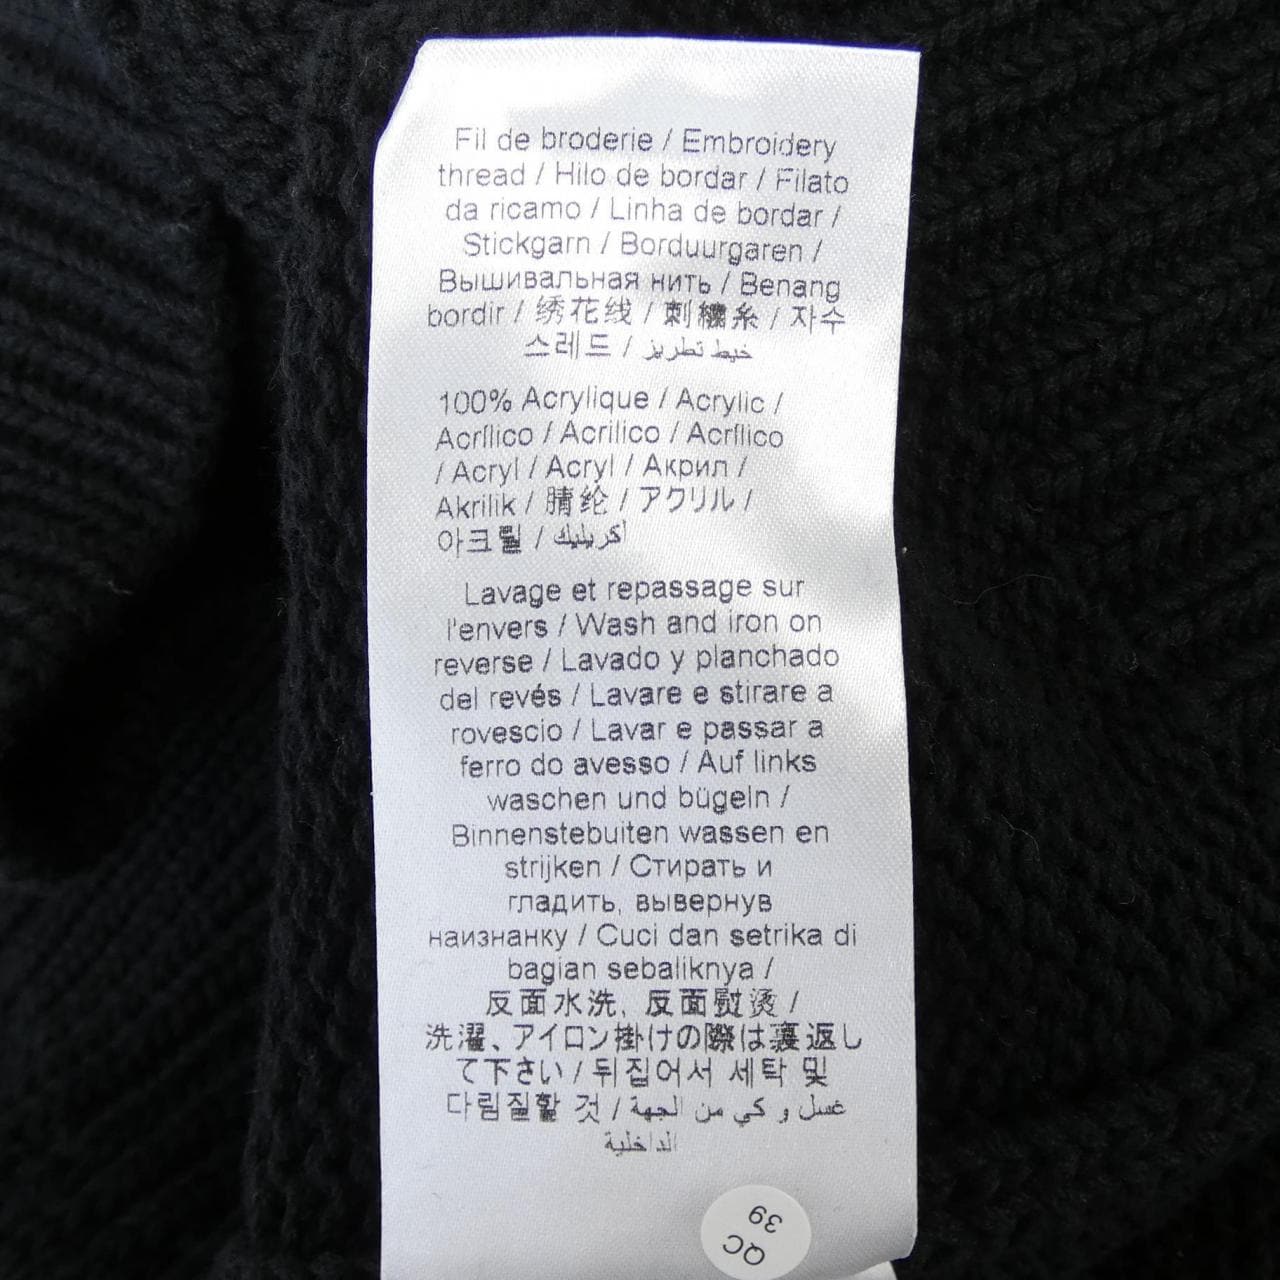 Fil de broderie / Embroidery
thread / Hilo de bordar / Filato
da ricamo / Linha de bordar /
Stickgarn / Borduurgaren /
Вышивальная нить / Benang
bordir / 绣花线 / 刺繍糸 / 자수
스레드 / خيط تطريز
100% Acrylique / Acrylic /
Acrílico / Acrilico / Acrílico
/ Acryl / Acryl / Акрил /
Akrilik / 腈纶 / アクリル /
아크릴 / أكريليك
Lavage et repassage sur
l'envers / Wash and iron on
reverse / Lavado y planchado
del revés / Lavare e stirare a
rovescio / Lavar e passar a
ferro do avesso / Auf links
waschen und bügeln /
Binnenstebuiten wassen en
strijken / Стирать и
гладить, вывернув
наизнанку / Cuci dan setrika di
bagian sebaliknya /
反面水洗, 反面熨烫 /
洗濯、アイロン掛けの際は裏返し
て下さい / 뒤집어서 세탁 및
다림질할 것 / غسل و كي من الجهة
الداخلية
QC
39